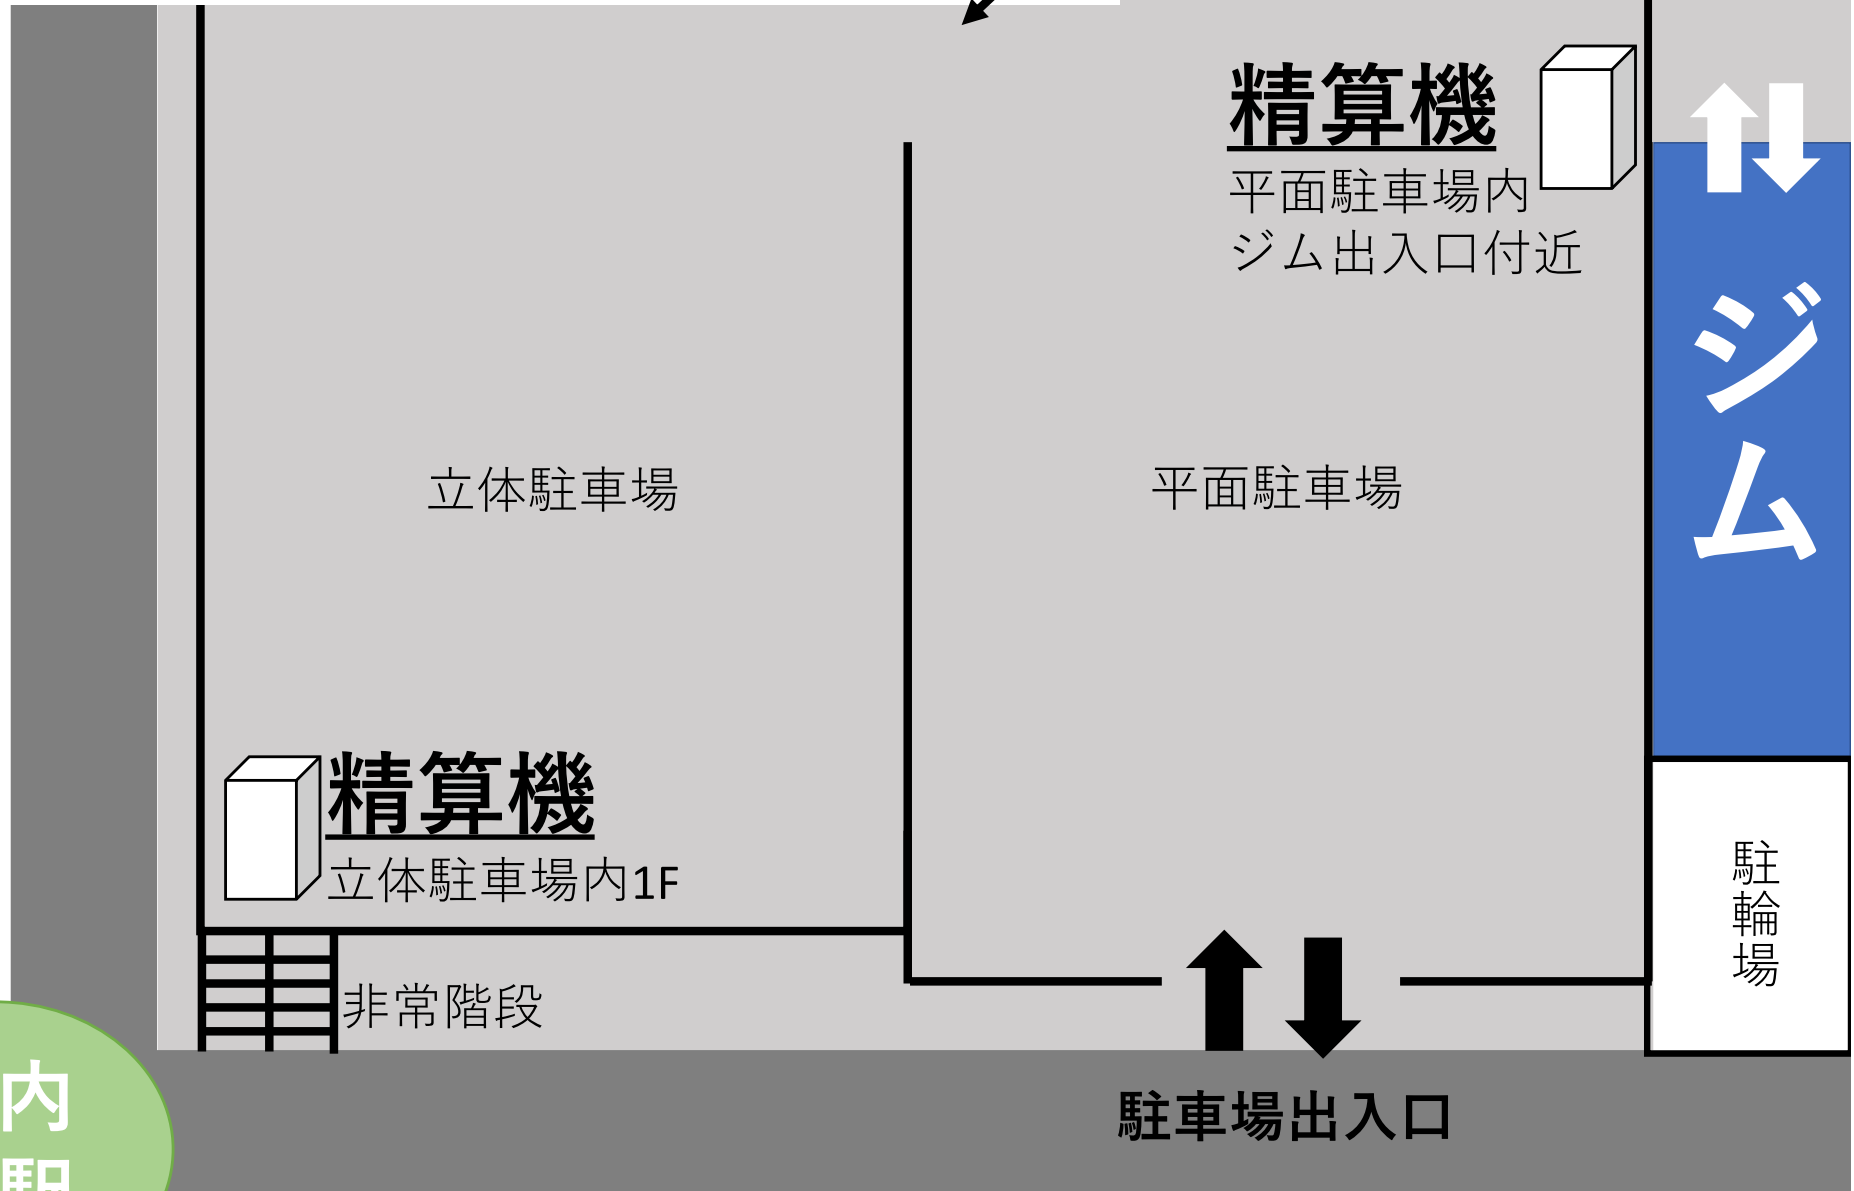 精算機
平面駐車場内
ジム出入口付近
ジム
立体駐車場
平面駐車場
精算機
立体駐車場内1F
駐輪場
非常階段
駐車場出入口
内
駅